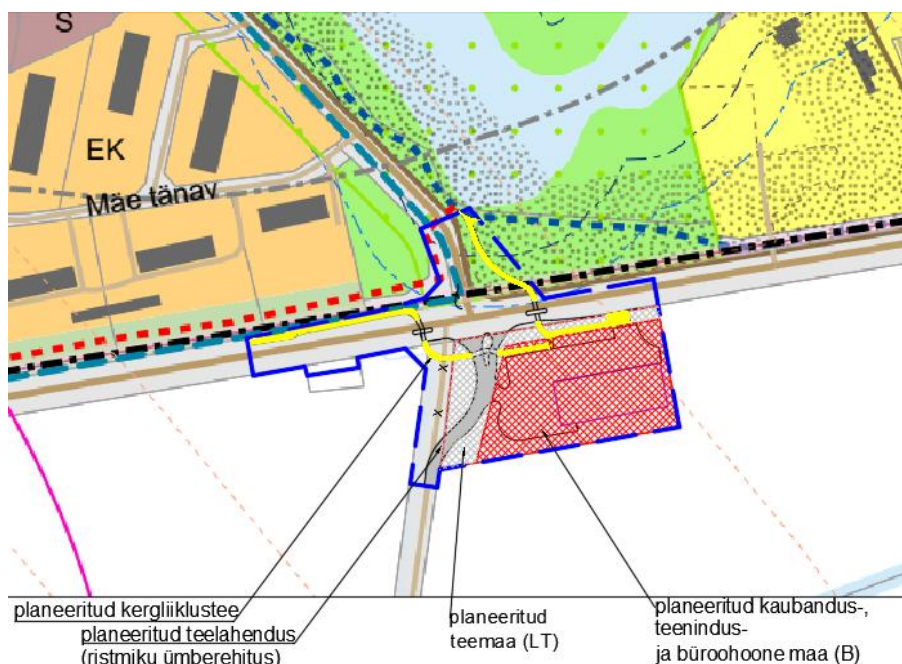 S
EK
Mäe tänav
x
x
planeeritud kergliiklustee
planeeritud teelahendus
(ristmiku ümberehitus)
planeeritud
teemaa (LT)
planeeritud kaubandus-,
teenindus-
ja büroohoone maa (B)